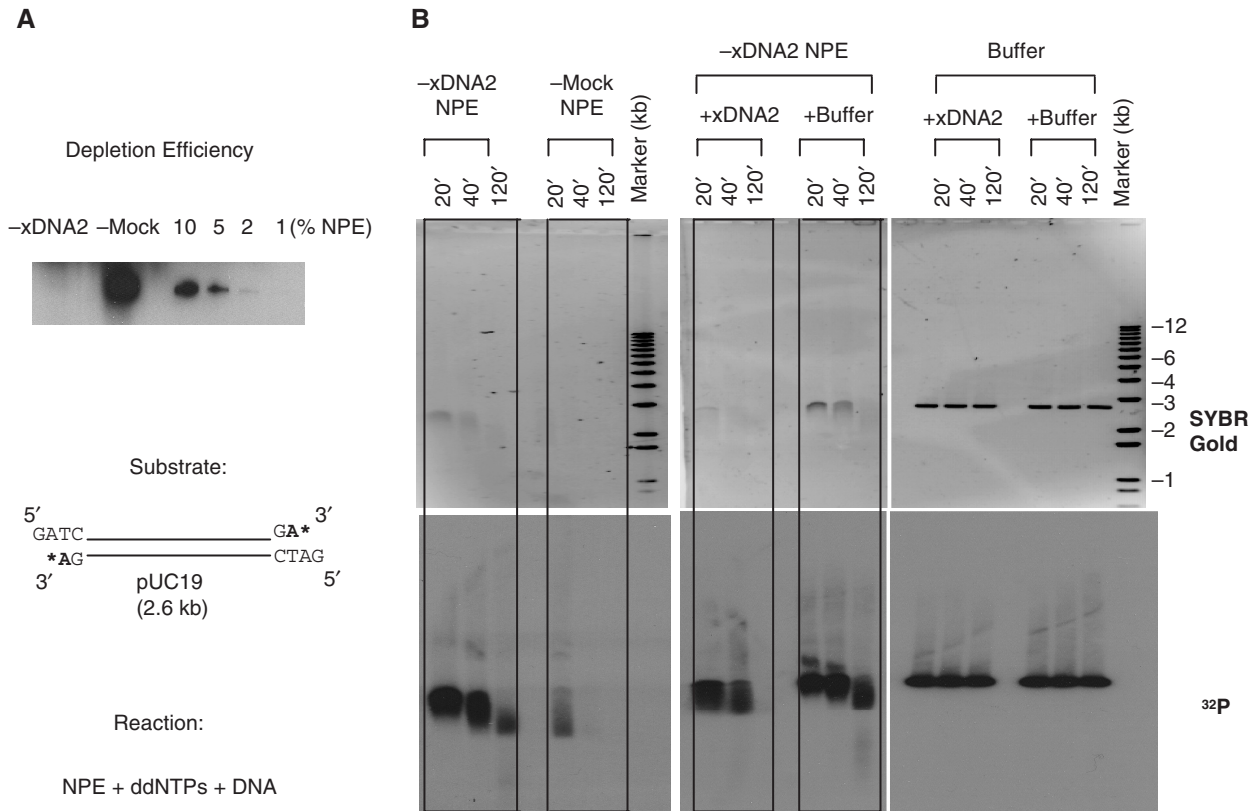 A
Depletion Efficiency
–xDNA2 –Mock 10 5 2 1 (% NPE)
Substrate:
5′ 3′
GATC GA*
*AG CTAG
3′ 5′
pUC19
(2.6 kb)
Reaction:
NPE + ddNTPs + DNA
B
–xDNA2
NPE
–Mock
NPE
Marker (kb)
–xDNA2 NPE
Buffer
+xDNA2
+Buffer
+xDNA2
+Buffer
Marker (kb)
20′ 40′ 120′
20′ 40′ 120′
20′ 40′ 120′
20′ 40′ 120′
20′ 40′ 120′
20′ 40′ 120′
–12
–6
–4
–3
–2
–1
SYBR
Gold
³²P